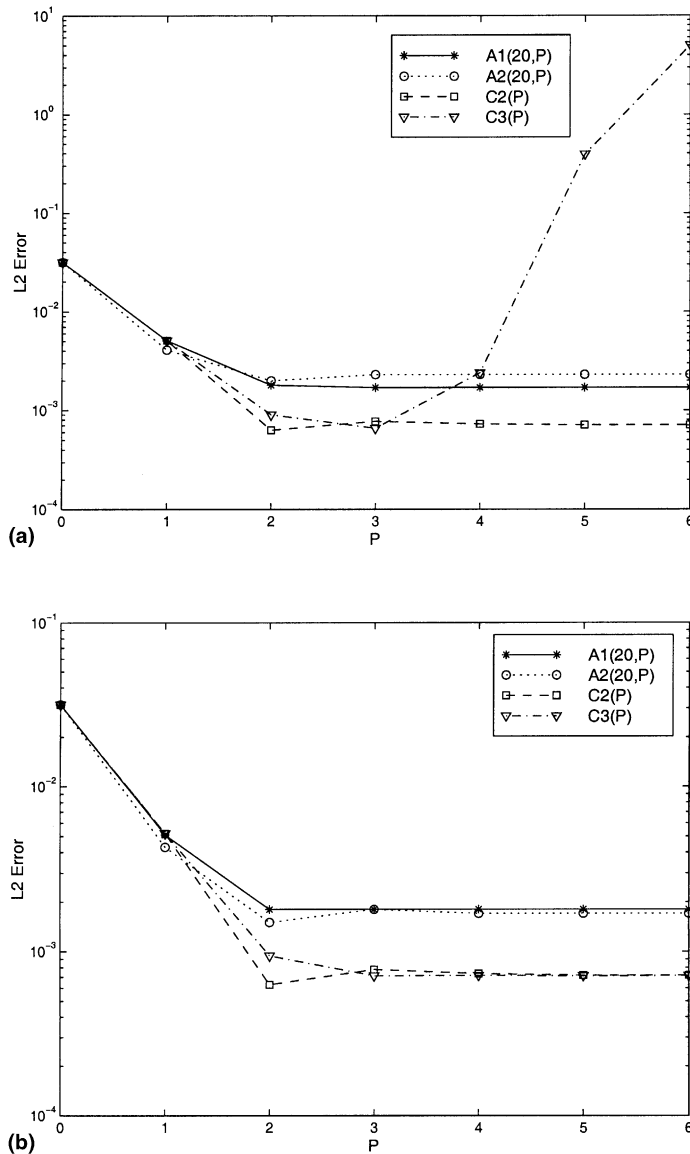 10^1
10^0
10^-1
10^-2
10^-3
10^-4
L2 Error
A1(20,P)
A2(20,P)
C2(P)
C3(P)
0 1 2 3 4 5 6
P
(a)
10^-1
10^-2
10^-3
10^-4
L2 Error
A1(20,P)
A2(20,P)
C2(P)
C3(P)
0 1 2 3 4 5 6
P
(b)